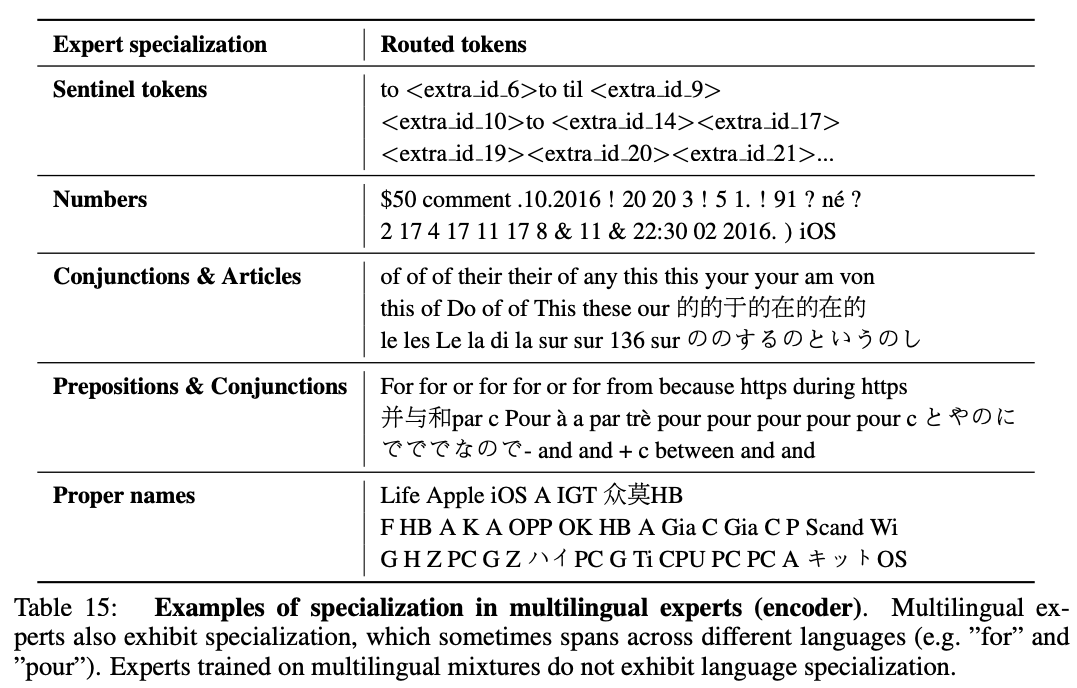 Expert specialization Routed tokens
Sentinel tokens to <extra_id_6>to til <extra_id_9>
<extra_id_10>to <extra_id_14><extra_id_17>
<extra_id_19><extra_id_20><extra_id_21>...
Numbers $50 comment .10.2016 ! 20 20 3 ! 5 1. ! 91 ? né ?
2 17 4 17 11 17 8 & 11 & 22:30 02 2016. ) iOS
Conjunctions & Articles of of of their their of any this this your your am von
this of Do of of This these our 的的于的在的在的
le les Le la di la sur sur 136 sur ののするのというのし
Prepositions & Conjunctions For for or for for or for from because https during https
并与和par c Pour à a par trè pour pour pour pour pour c とやのに
でででなので- and and + c between and and
Proper names Life Apple iOS A IGT 众莫HB
F HB A K A OPP OK HB A Gia C Gia C P Scand Wi
G H Z PC G Z ハイPC G Ti CPU PC PC A キットOS
Table 15: Examples of specialization in multilingual experts (encoder). Multilingual ex-
perts also exhibit specialization, which sometimes spans across different languages (e.g. ”for” and
”pour”). Experts trained on multilingual mixtures do not exhibit language specialization.